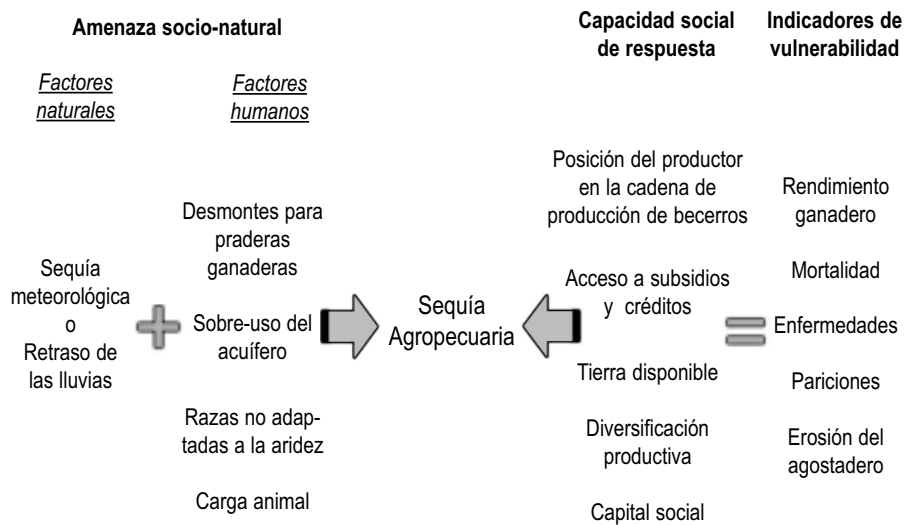 Amenaza socio-natural
Factores
naturales
Factores
humanos
Sequía
meteorológica
o
Retraso de
las lluvias
Desmontes para
praderas
ganaderas
Sobre-uso del
acuífero
Razas no adap-
tadas a la aridez
Carga animal
Sequía
Agropecuaria
Capacidad social
de respuesta
Posición del productor
en la cadena de
producción de becerros
Acceso a subsidios
y créditos
Tierra disponible
Diversificación
productiva
Capital social
Indicadores de
vulnerabilidad
Rendimiento
ganadero
Mortalidad
Enfermedades
Pariciones
Erosión del
agostadero